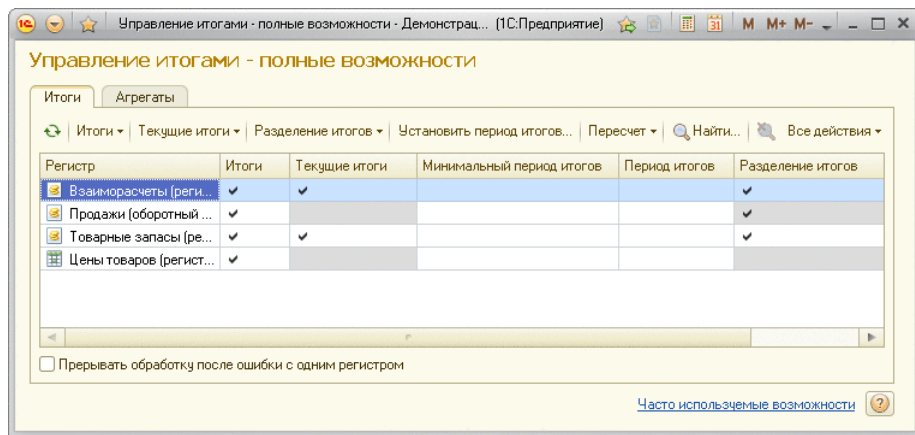 Управление итогами - полные возможности - Демонстрац... (1С:Предприятие) 31 M M+ M-
Управление итогами - полные возможности
Итоги Агрегаты
Итоги Текущие итоги Разделение итогов Установить период итогов... Пересчет Найти... Все действия
Регистр Итоги Текущие итоги Минимальный период итогов Период итогов Разделение итогов
Взаиморасчеты (реги...
Продажи (оборотный ...
Товарные запасы (ре...
Цены товаров (регист...
Прерывать обработку после ошибки с одним регистром
Часто используемые возможности ?